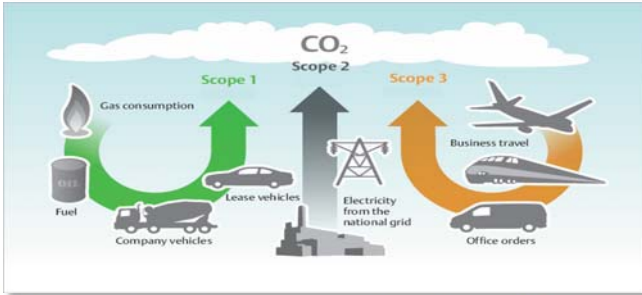 CO₂
Scope 1
Scope 2
Scope 3
Gas consumption
OIL
Fuel
Company vehicles
Lease vehicles
Electricity
from the
national grid
Business travel
Office orders